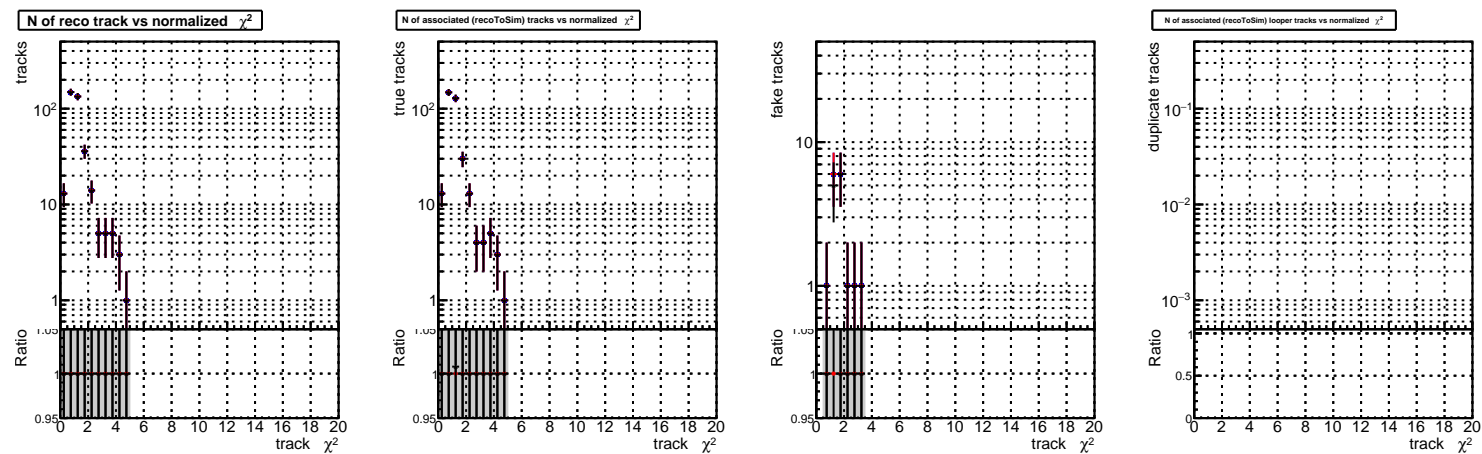 N of reco track vs normalized χ²
tracks
10²
10
1
Ratio
1.05
1
0.95
0 2 4 6 8 10 12 14 16 18 20
track χ²
N of associated (recoToSim) tracks vs normalized χ²
true tracks
10²
10
1
Ratio
1.05
1
0.95
0 2 4 6 8 10 12 14 16 18 20
track χ²
fake tracks
10
1
Ratio
1.05
1
0.95
0 2 4 6 8 10 12 14 16 18 20
track χ²
N of associated (recoToSim) looper tracks vs normalized χ²
duplicate tracks
10⁻¹
10⁻²
10⁻³
Ratio
1
0.5
0
0 2 4 6 8 10 12 14 16 18 20
track χ²